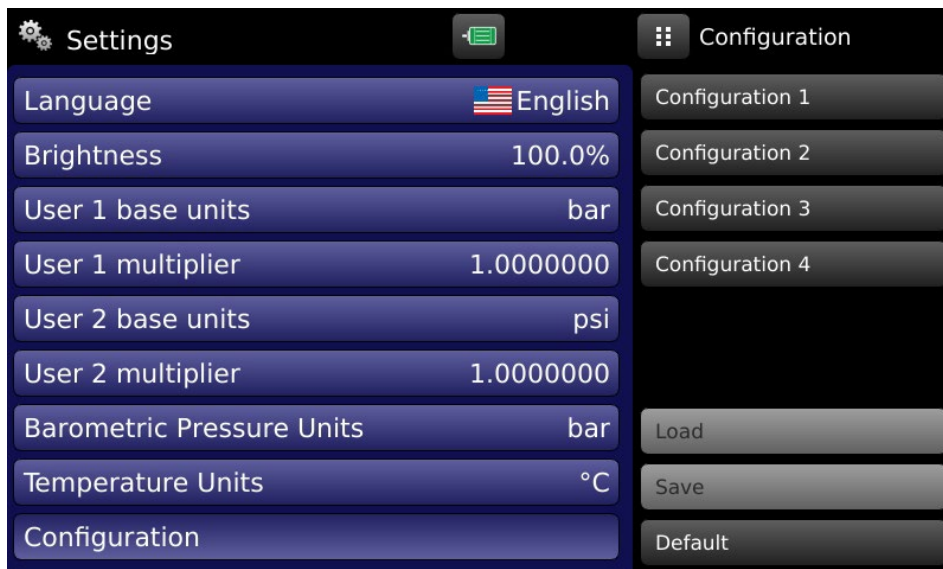 Settings
Language English
Brightness 100.0%
User 1 base units bar
User 1 multiplier 1.0000000
User 2 base units psi
User 2 multiplier 1.0000000
Barometric Pressure Units bar
Temperature Units °C
Configuration
Configuration
Configuration 1
Configuration 2
Configuration 3
Configuration 4
Load
Save
Default